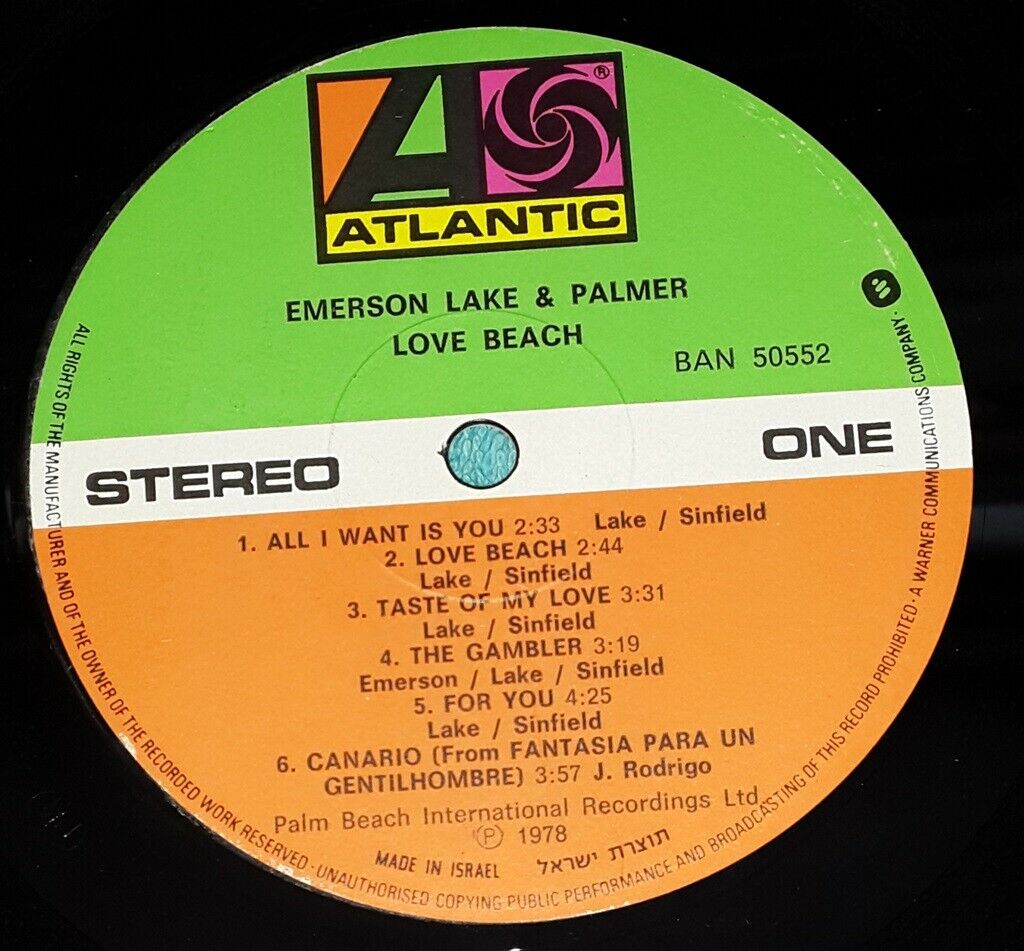 ATLANTIC
®
EMERSON LAKE & PALMER
LOVE BEACH
BAN 50552
STEREO
ONE
1. ALL I WANT IS YOU 2:33 Lake / Sinfield
2. LOVE BEACH 2:44
Lake / Sinfield
3. TASTE OF MY LOVE 3:31
Lake / Sinfield
4. THE GAMBLER 3:19
Emerson / Lake / Sinfield
5. FOR YOU 4:25
Lake / Sinfield
6. CANARIO (From FANTASIA PARA UN
GENTILHOMBRE) 3:57 J. Rodrigo
Palm Beach International Recordings Ltd.
℗ 1978
MADE IN ISRAEL תוצרת ישראל
ALL RIGHTS OF THE MANUFACTURER AND OF THE OWNER OF THE RECORDED WORK RESERVED · UNAUTHORISED COPYING PUBLIC PERFORMANCE AND BROADCASTING OF THIS RECORD PROHIBITED · A WARNER COMMUNICATIONS COMPANY ·